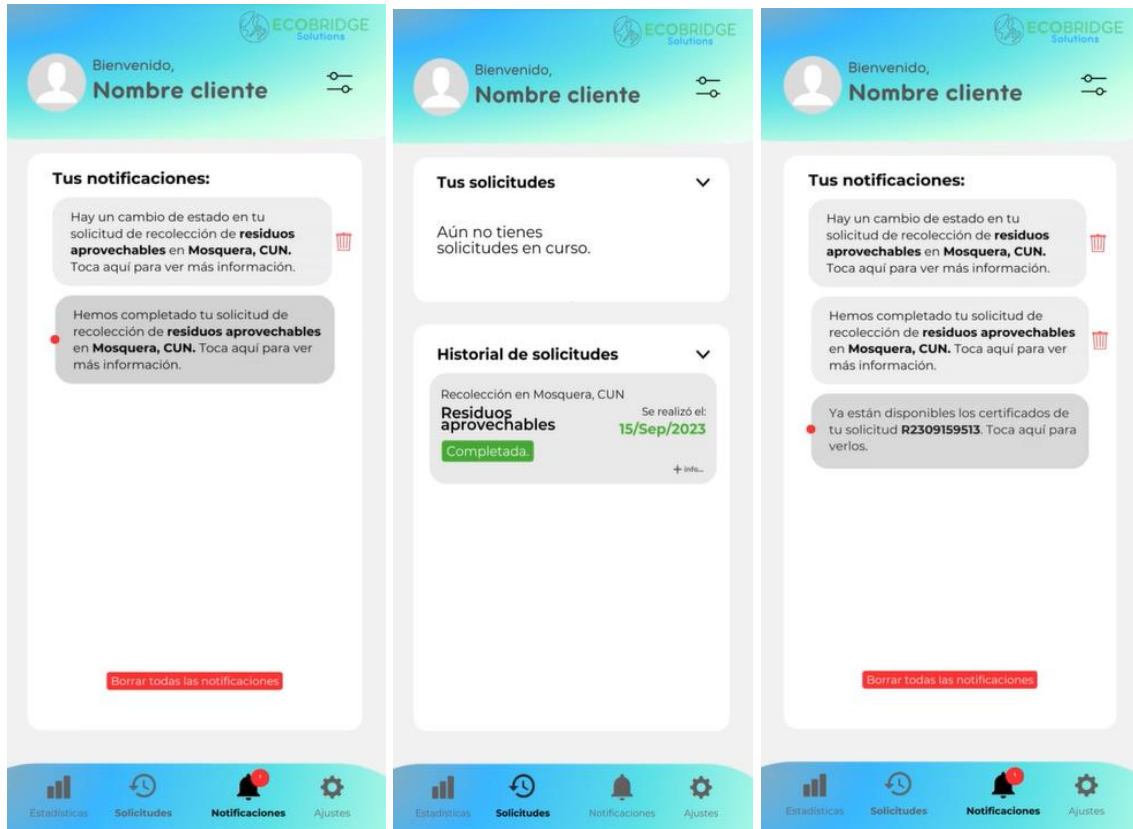 ECOBRIDGE
Solutions
Bienvenido,
Nombre cliente
Tus notificaciones:
Hay un cambio de estado en tu
solicitud de recolección de residuos
aprovechables en Mosquera, CUN.
Toca aquí para ver más información.
Hemos completado tu solicitud de
recolección de residuos aprovechables
en Mosquera, CUN. Toca aquí para ver
más información.
Borrar todas las notificaciones
1
Estadísticas
Solicitudes
Notificaciones
Ajustes
ECOBRIDGE
Solutions
Bienvenido,
Nombre cliente
Tus solicitudes
Aún no tienes
solicitudes en curso.
Historial de solicitudes
Recolección en Mosquera, CUN
Residuos
aprovechables
Se realizó el:
15/Sep/2023
Completada.
+ info...
Estadísticas
Solicitudes
Notificaciones
Ajustes
ECOBRIDGE
Solutions
Bienvenido,
Nombre cliente
Tus notificaciones:
Hay un cambio de estado en tu
solicitud de recolección de residuos
aprovechables en Mosquera, CUN.
Toca aquí para ver más información.
Hemos completado tu solicitud de
recolección de residuos aprovechables
en Mosquera, CUN. Toca aquí para ver
más información.
Ya están disponibles los certificados de
tu solicitud R2309159513. Toca aquí para
verlos.
Borrar todas las notificaciones
1
Estadísticas
Solicitudes
Notificaciones
Ajustes